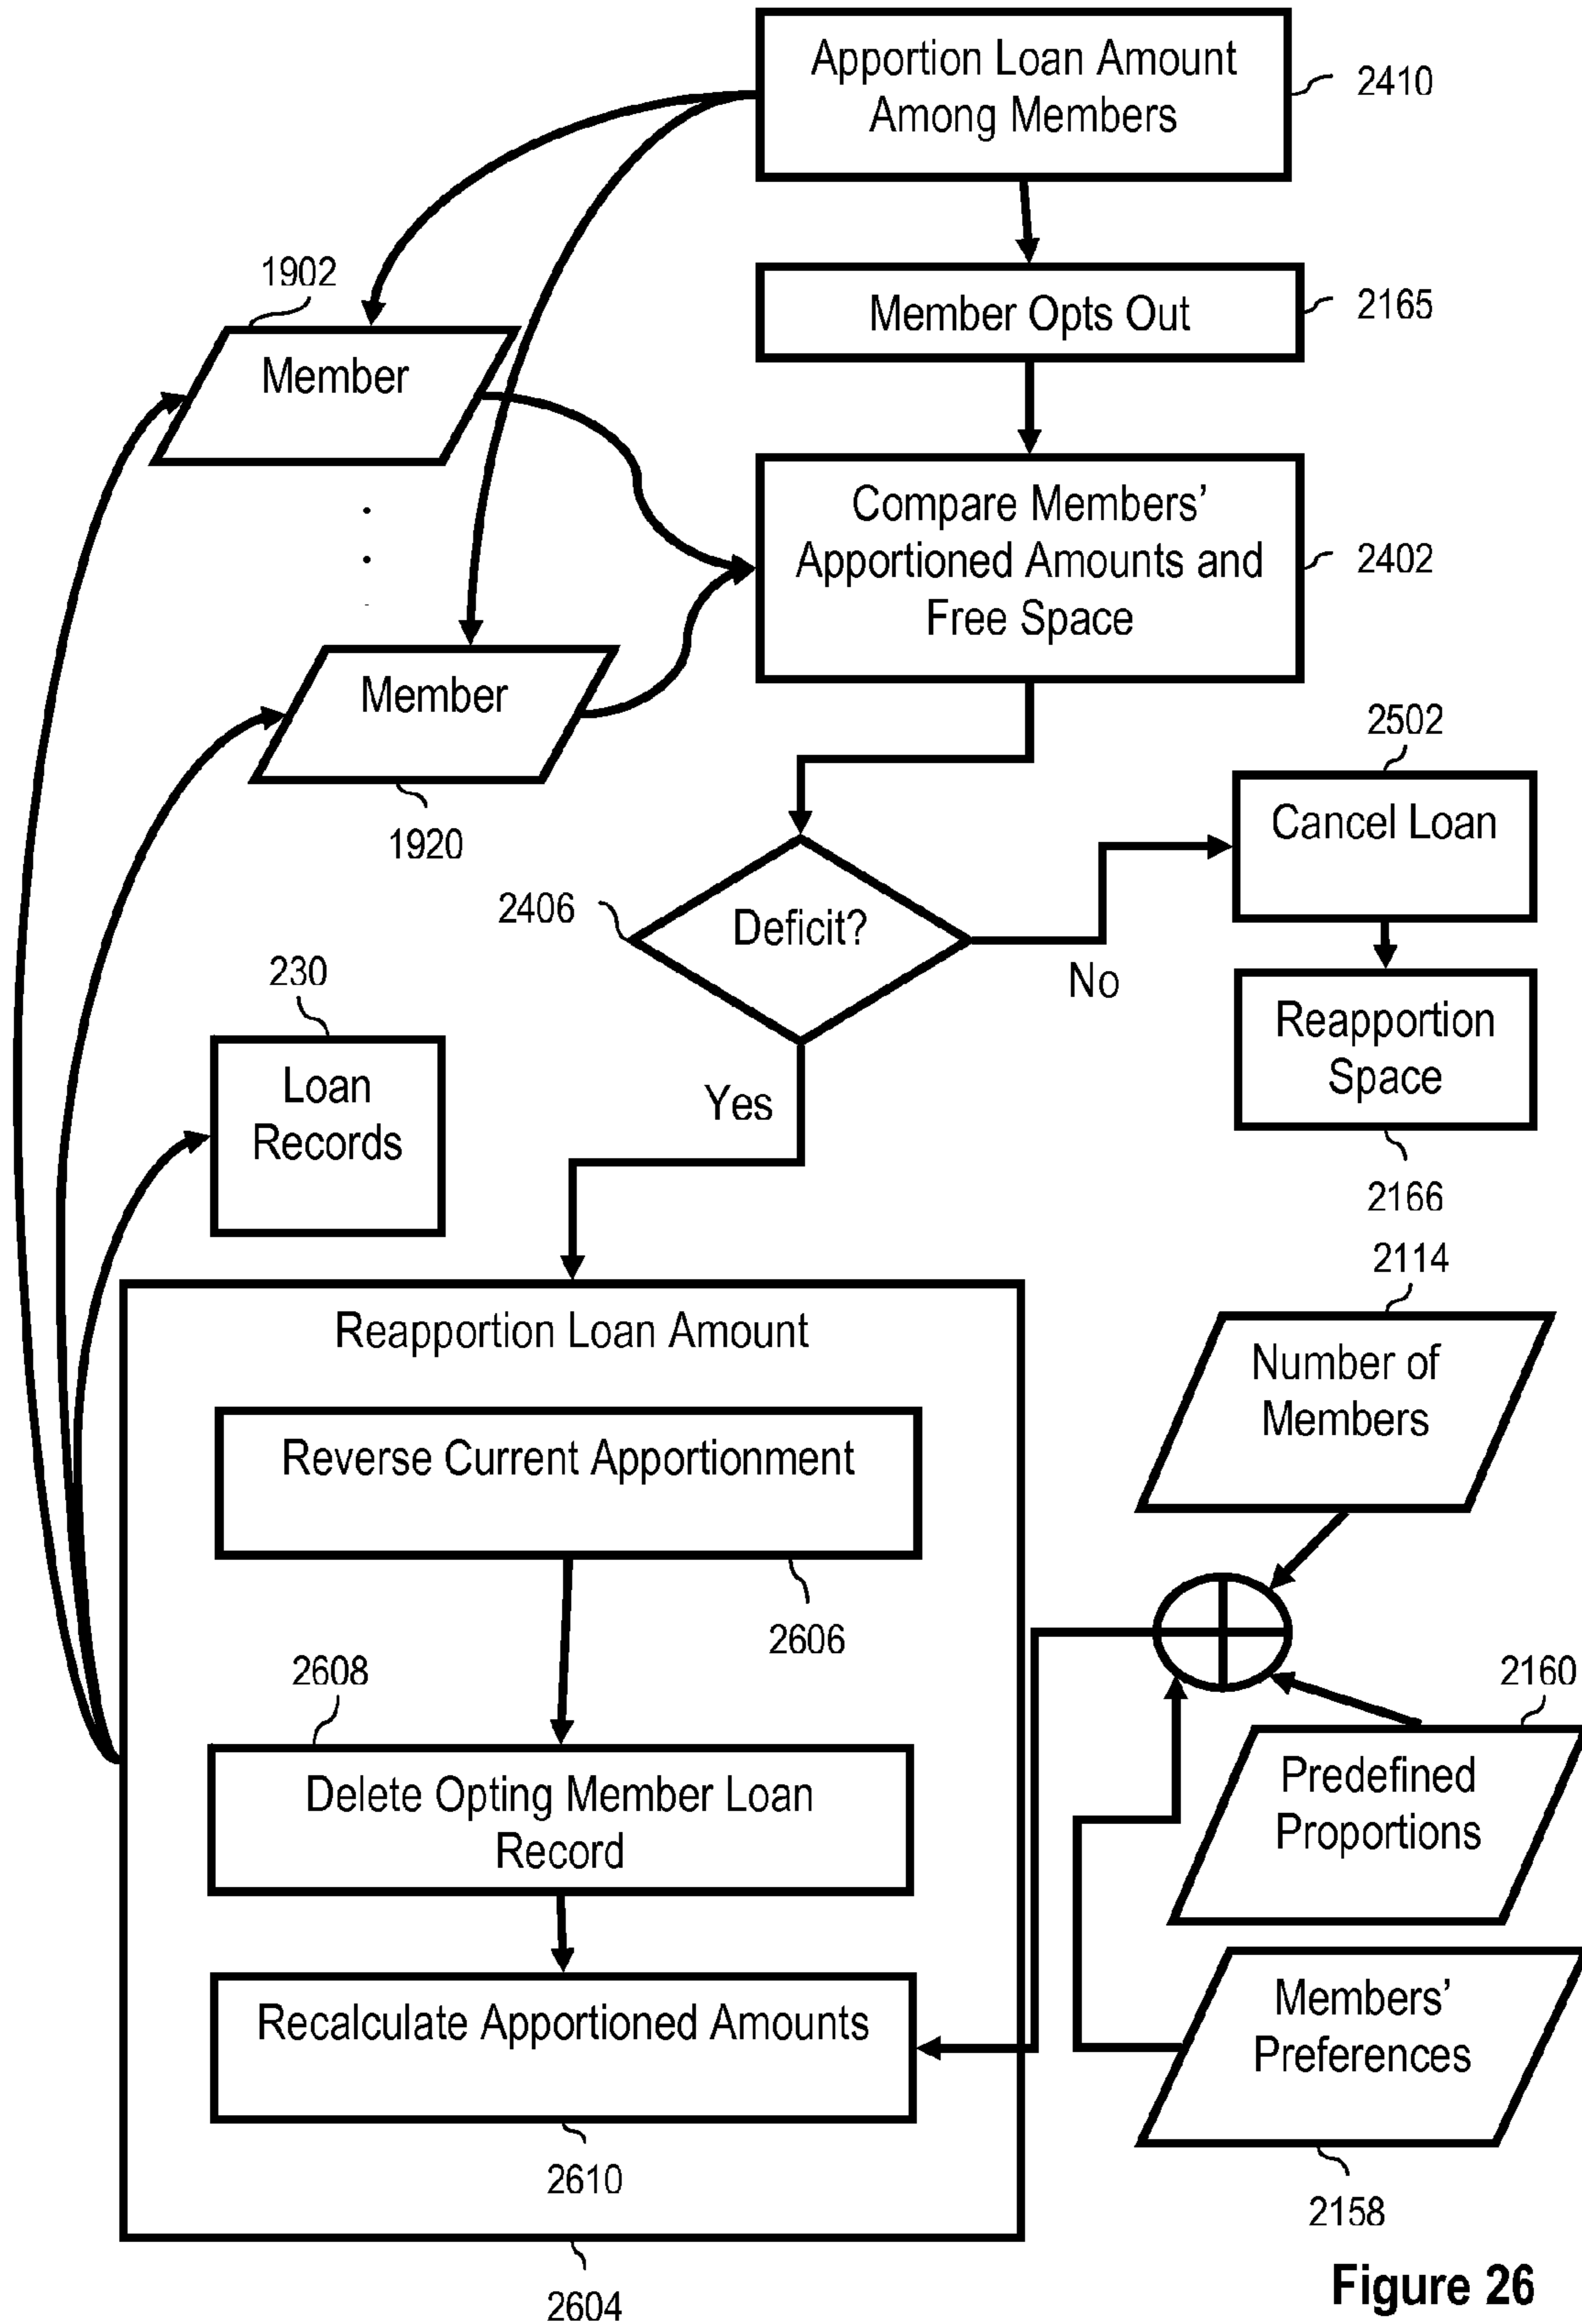 Apportion Loan Amount
Among Members
2410
1902
Member Opts Out
2165
Member
Compare Members'
Apportioned Amounts and
Free Space
2402
Member
1920
2502
Cancel Loan
2406
Deficit?
No
230
Reapportion
Space
Loan
Records
Yes
2166
2114
Reapportion Loan Amount
Number of
Members
Reverse Current Apportionment
2606
2608
2160
Delete Opting Member Loan
Record
Predefined
Proportions
Recalculate Apportioned Amounts
Members'
Preferences
2610
2158
2604
Figure 26